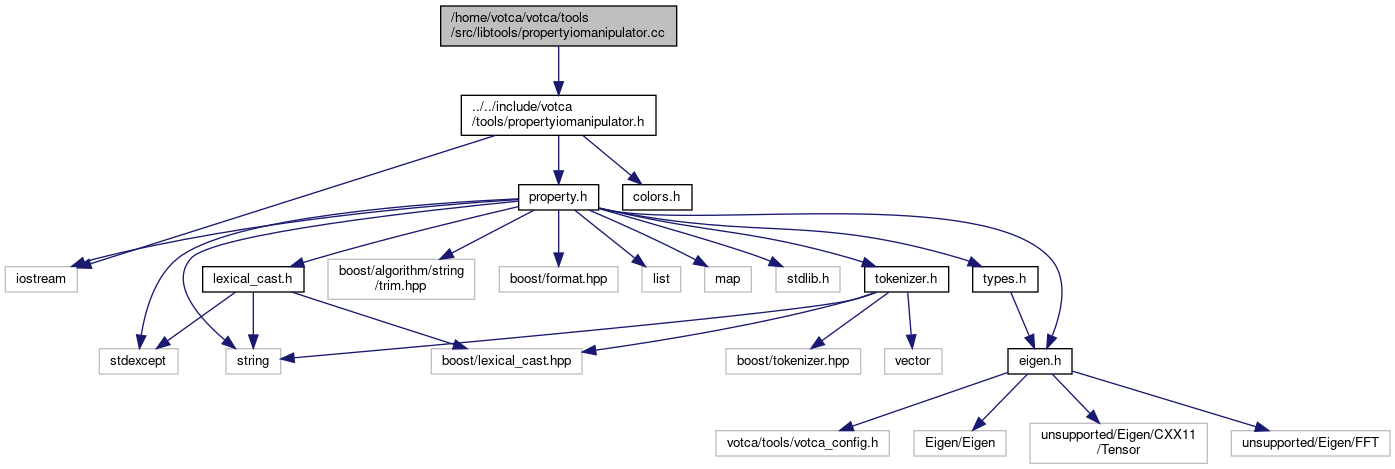 /home/votca/votca/tools
/src/libtools/propertyiomanipulator.cc
../../include/votca
/tools/propertyiomanipulator.h
property.h
colors.h
iostream
lexical_cast.h
boost/algorithm/string
/trim.hpp
boost/format.hpp
list
map
stdlib.h
tokenizer.h
types.h
stdexcept
string
boost/lexical_cast.hpp
boost/tokenizer.hpp
vector
eigen.h
votca/tools/votca_config.h
Eigen/Eigen
unsupported/Eigen/CXX11
/Tensor
unsupported/Eigen/FFT